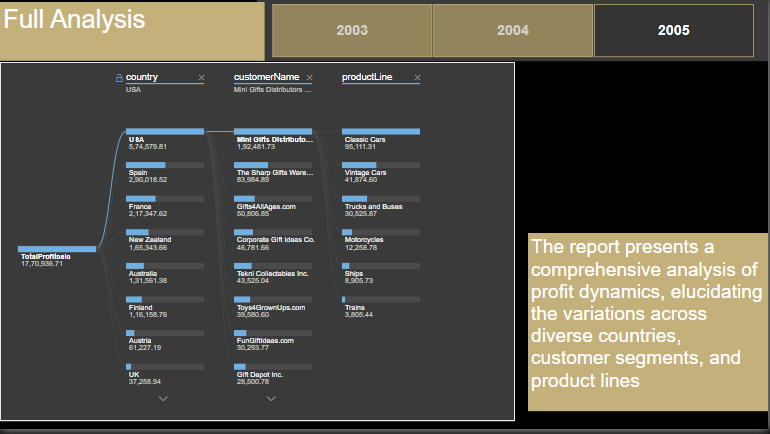 Full Analysis
2003
2004
2005
country
USA
customerName
Mini Gifts Distributors ...
productLine
USA
5,74,579.81
Spain
2,90,018.52
France
2,17,347.62
New Zealand
1,65,343.66
Australia
1,31,561.38
Finland
1,16,158.76
Austria
61,227.19
UK
37,258.94
Mini Gifts Distributo...
1,92,481.73
The Sharp Gifts Ware...
83,984.89
Gifts4AllAges.com
50,806.85
Corporate Gift Ideas Co.
46,781.66
Tekni Collectables Inc.
43,525.04
Toys4GrownUps.com
39,580.60
FunGiftIdeas.com
30,293.77
Gift Depot Inc.
28,500.78
Classic Cars
95,111.31
Vintage Cars
41,874.60
Trucks and Buses
30,525.87
Motorcycles
12,258.78
Ships
8,905.73
Trains
3,805.44
17,70,936.71
The report presents a
comprehensive analysis of
profit dynamics, elucidating
the variations across
diverse countries,
customer segments, and
product lines